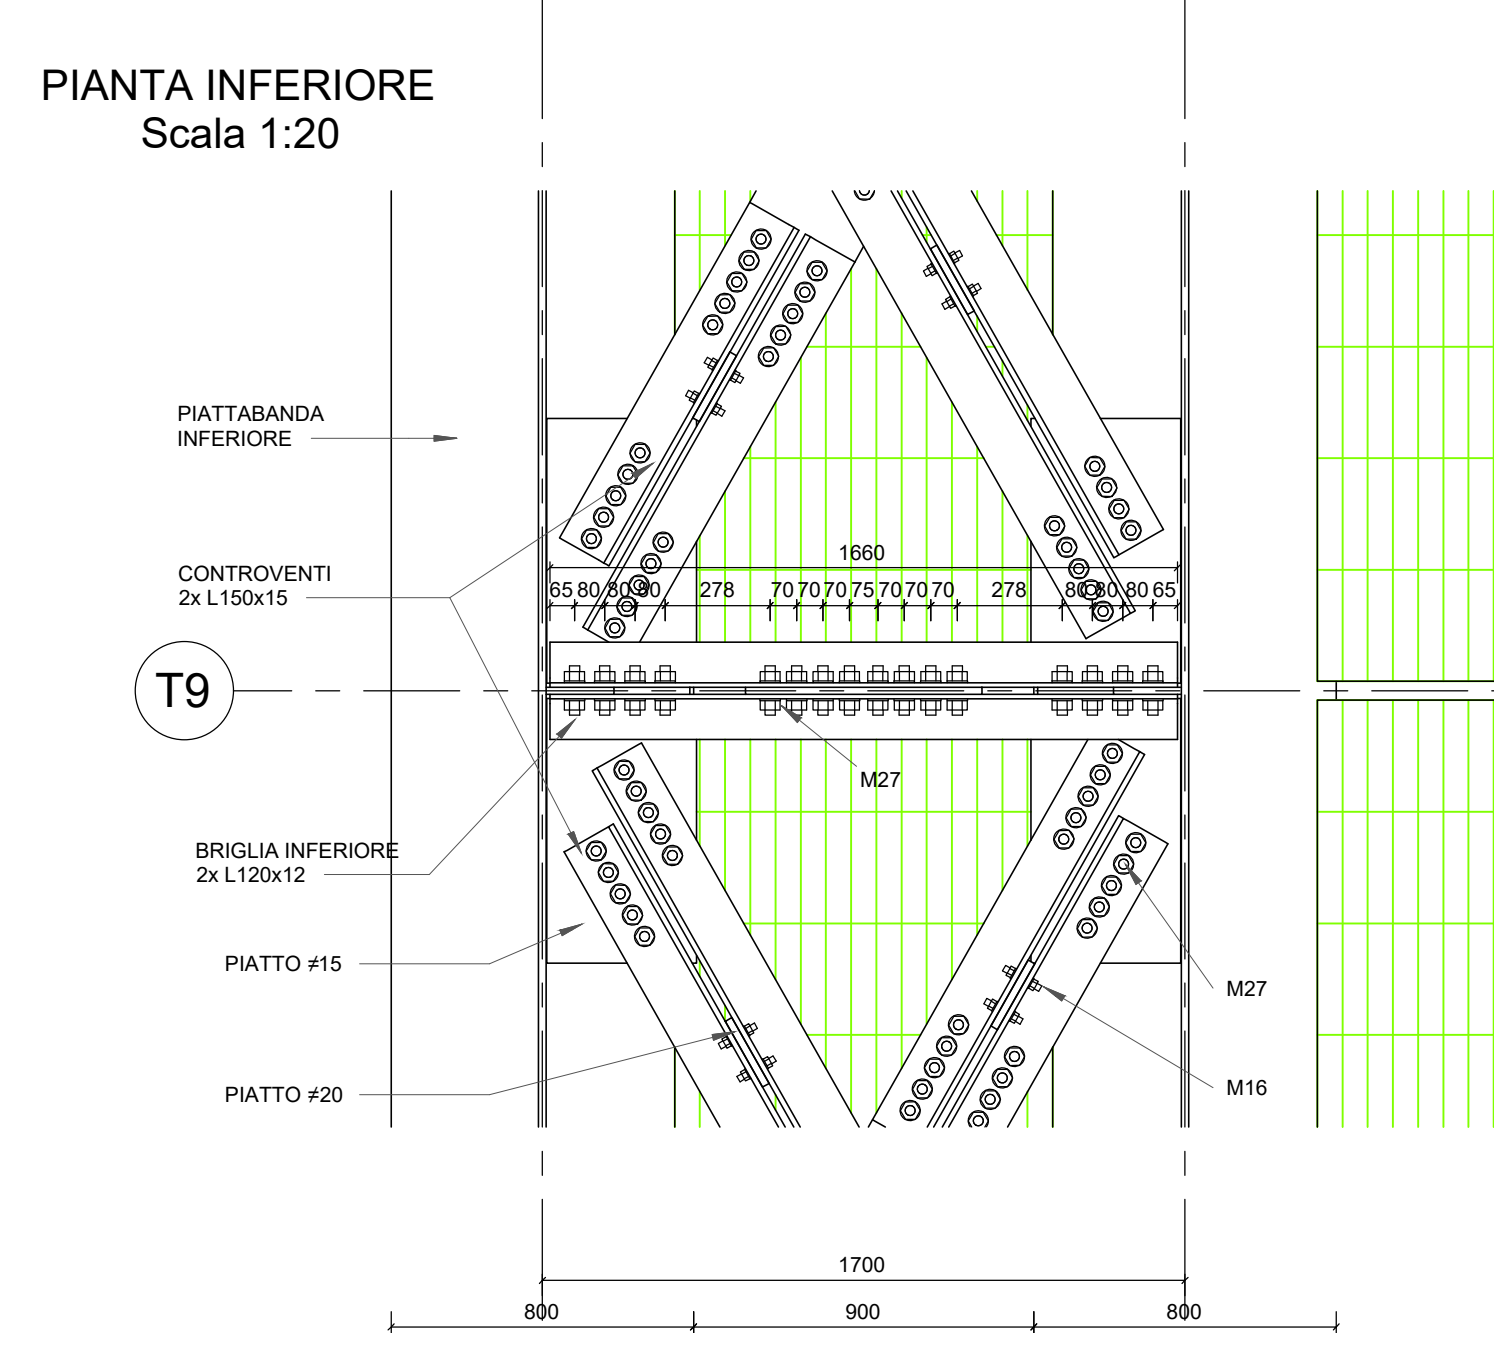 PIANTA INFERIORE
Scala 1:20
PIATTABANDA
INFERIORE
1660
CONTROVENTI
2x L150x15
65 80 80 80 278 70 70 70 75 70 70 70 278 80 80 80 65
T9
M27
BRIGLIA INFERIORE
2x L120x12
PIATTO ≠15
M27
PIATTO ≠20
M16
1700
800 900 800